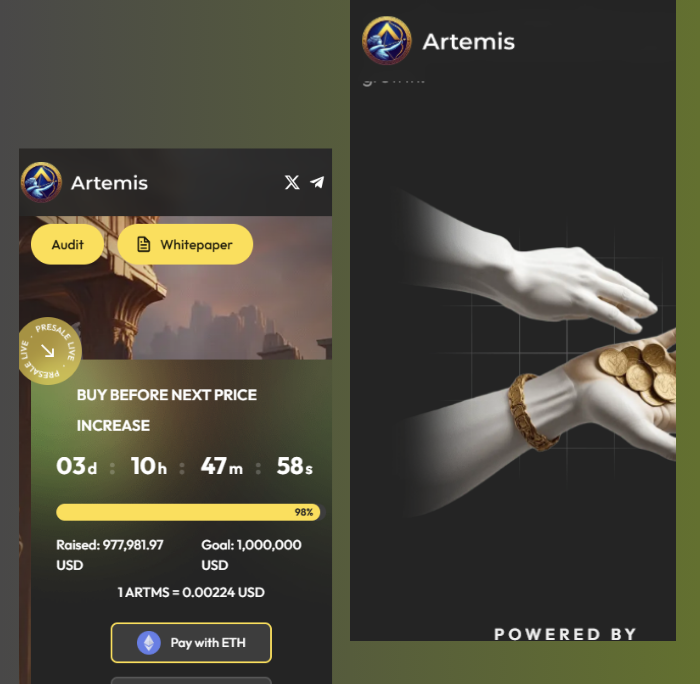 Artemis
Audit
Whitepaper
PRESALE LIVE · PRESALE LIVE ·
BUY BEFORE NEXT PRICE
INCREASE
03d : 10h : 47m : 58s
98%
Raised: 977,981.97
USD
Goal: 1,000,000
USD
1 ARTMS = 0.00224 USD
Pay with ETH
Artemis
POWERED BY